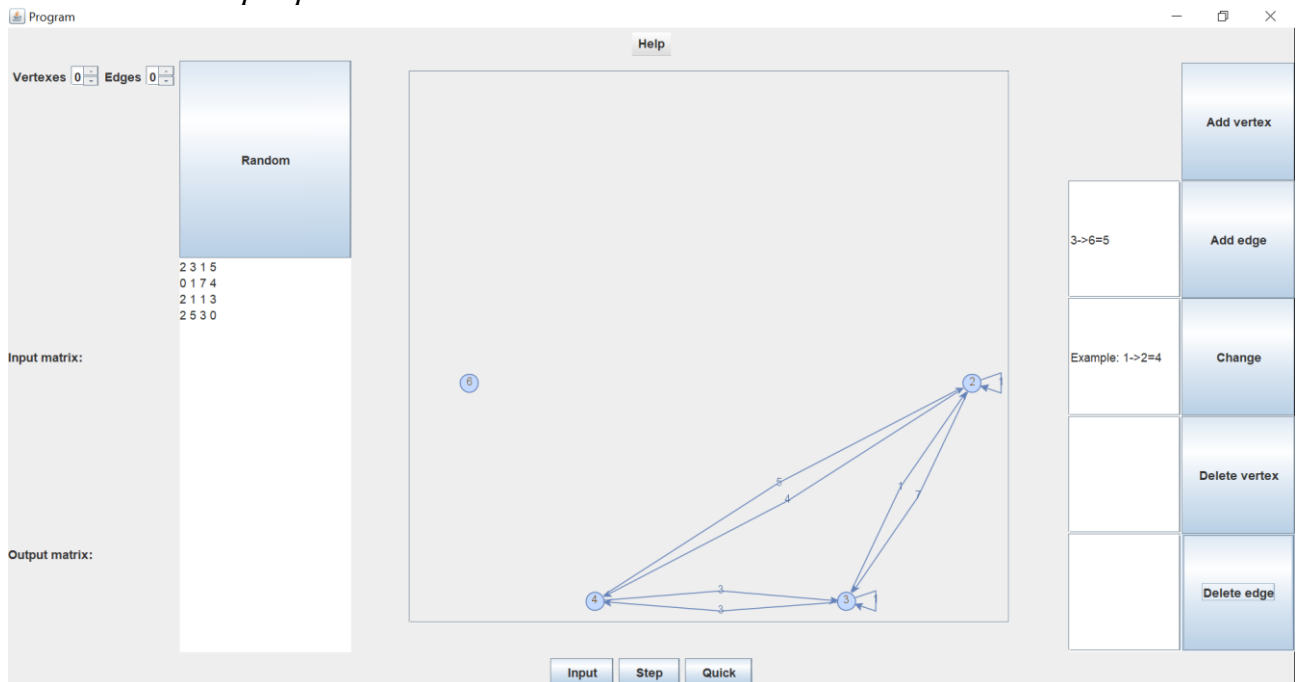 Program
Help
Vertexes 0 Edges 0
Random
Add vertex
3->6=5
Add edge
2 3 1 5
0 1 7 4
2 1 1 3
2 5 3 0
Input matrix:
Example: 1->2=4
Change
6
2
1
5
4
1
7
Delete vertex
Output matrix:
3
4
3
1
3
Delete edge
Input Step Quick